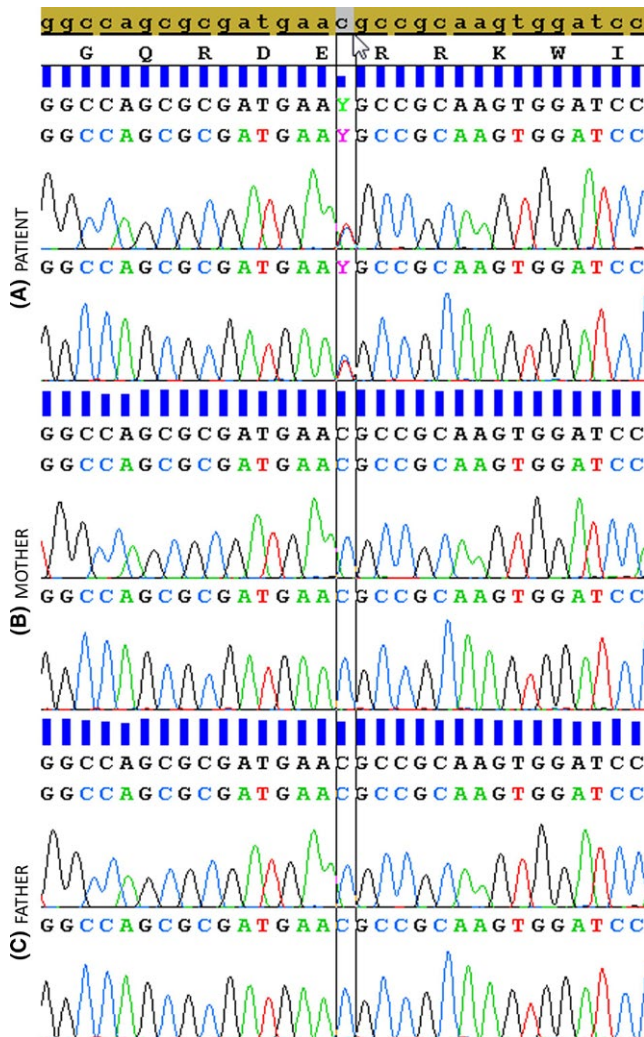 ggccagcgcgatgaacgccgcaagtggatcc
G Q R D E R R K W I
(A) PATIENT
GGCCAGCGCGATGAAYGCCGCAAGTGGATCC
GGCCAGCGCGATGAAYGCCGCAAGTGGATCC
GGCCAGCGCGATGAAYGCCGCAAGTGGATCC
(B) MOTHER
GGCCAGCGCGATGAACGCCGCAAGTGGATCC
GGCCAGCGCGATGAACGCCGCAAGTGGATCC
GGCCAGCGCGATGAACGCCGCAAGTGGATCC
(C) FATHER
GGCCAGCGCGATGAACGCCGCAAGTGGATCC
GGCCAGCGCGATGAACGCCGCAAGTGGATCC
GGCCAGCGCGATGAACGCCGCAAGTGGATCC